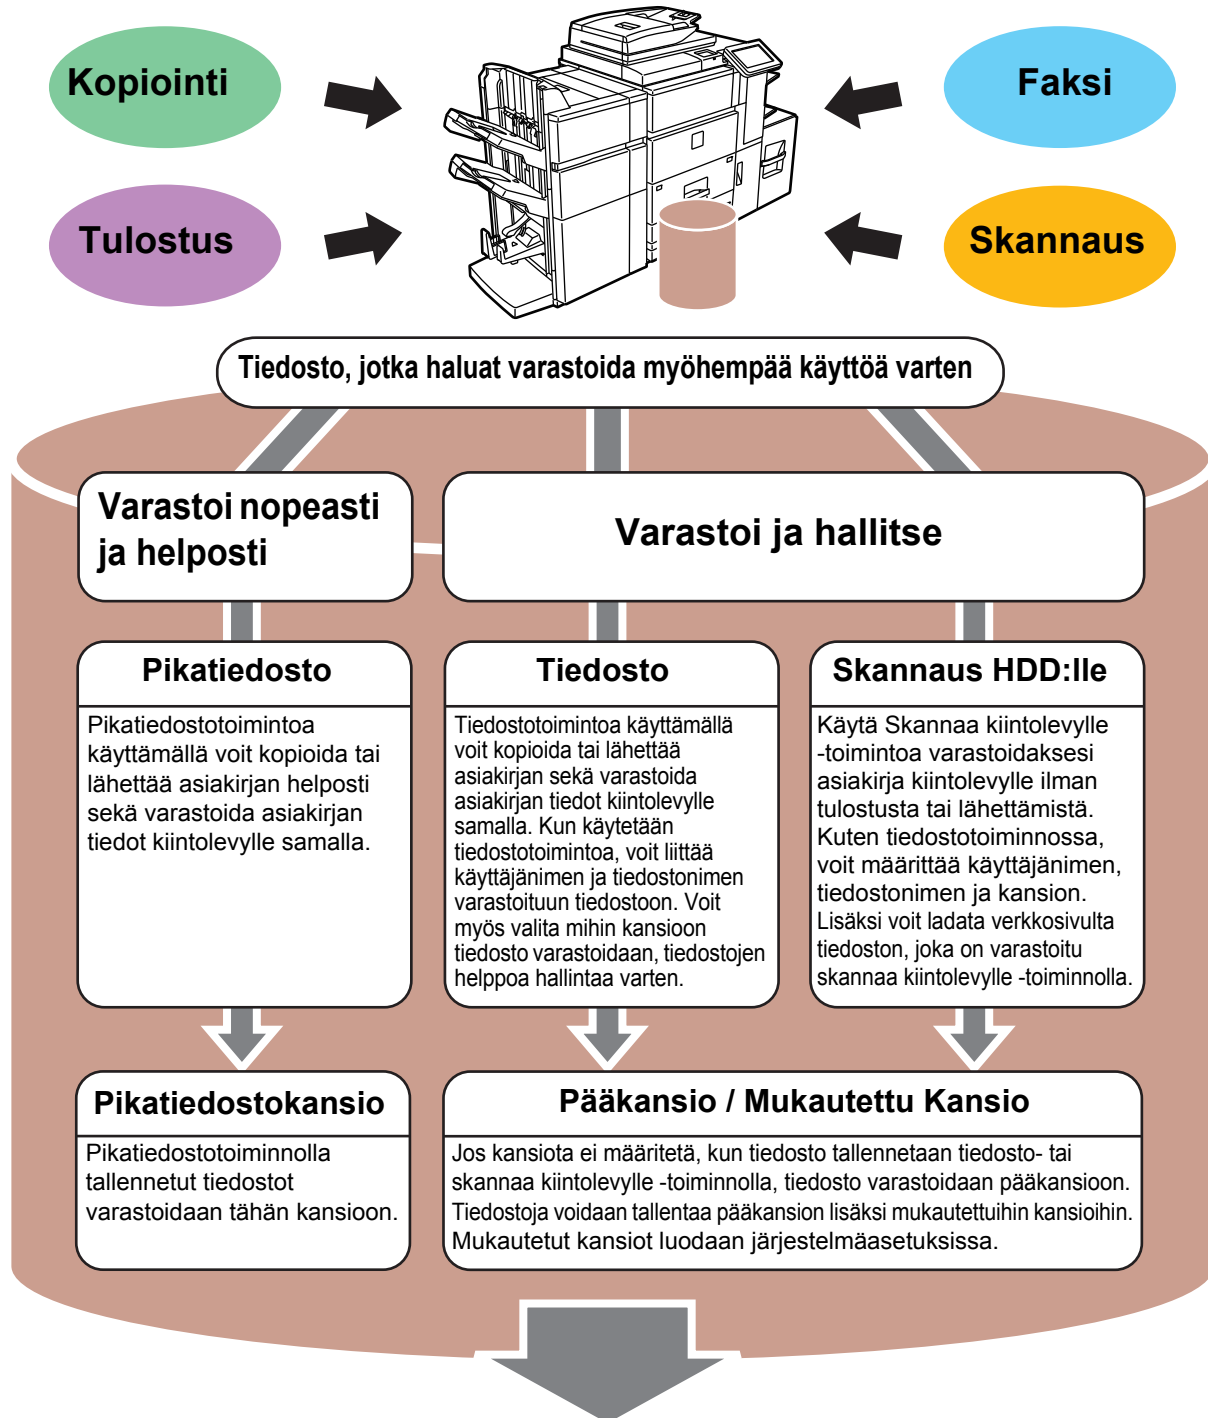 Kopiointi
Faksi
Tulostus
Skannaus
Tiedosto, jotka haluat varastoida myöhempää käyttöä varten
Varastoi nopeasti
ja helposti
Varastoi ja hallitse
Pikatiedosto
Pikatiedostotoimintoa
käyttämällä voit kopioida tai
lähettää asiakirjan helposti
sekä varastoida asiakirjan
tiedot kiintolevylle samalla.
Tiedosto
Tiedostotoimintoa käyttämällä
voit kopioida tai lähettää
asiakirjan sekä varastoida
asiakirjan tiedot kiintolevylle
samalla. Kun käytetään
tiedostotoimintoa, voit liittää
käyttäjänimen ja tiedostonimen
varastoituun tiedostoon. Voit
myös valita mihin kansioon
tiedosto varastoidaan, tiedostojen
helppoa hallintaa varten.
Skannaus HDD:lle
Käytä Skannaa kiintolevylle
-toimintoa varastoidaksesi
asiakirja kiintolevylle ilman
tulostusta tai lähettämistä.
Kuten tiedostotoiminnossa,
voit määrittää käyttäjänimen,
tiedostonimen ja kansion.
Lisäksi voit ladata verkkosivulta
tiedoston, joka on varastoitu
skannaa kiintolevylle -toiminnolla.
Pikatiedostokansio
Pikatiedostotoiminnolla
tallennetut tiedostot
varastoidaan tähän kansioon.
Pääkansio / Mukautettu Kansio
Jos kansiota ei määritetä, kun tiedosto tallennetaan tiedosto- tai
skannaa kiintolevylle -toiminnolla, tiedosto varastoidaan pääkansioon.
Tiedostoja voidaan tallentaa pääkansion lisäksi mukautettuihin kansioihin.
Mukautetut kansiot luodaan järjestelmäasetuksissa.